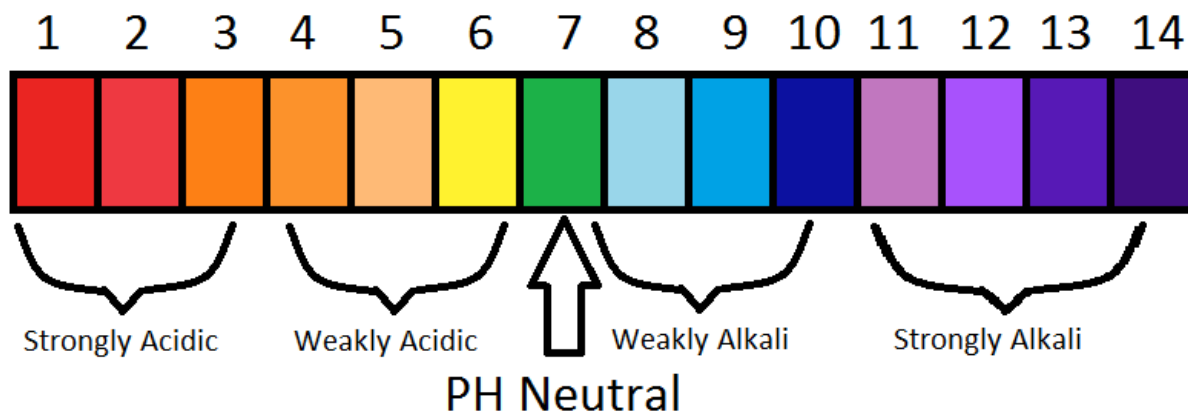 1 2 3 4 5 6 7 8 9 10 11 12 13 14
Strongly Acidic Weakly Acidic Weakly Alkali Strongly Alkali
PH Neutral